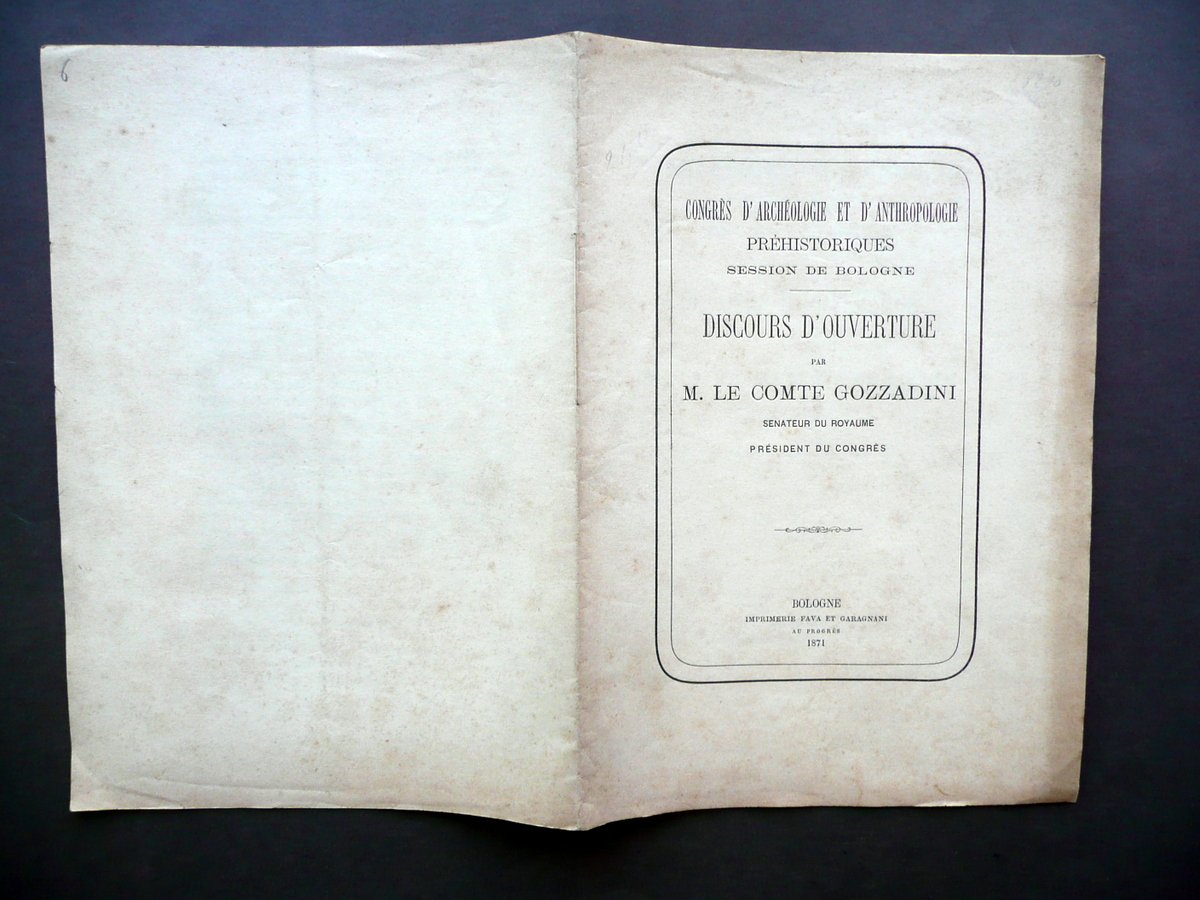 6
CONGRÈS D'ARCHÉOLOGIE ET D'ANTHROPOLOGIE
PRÉHISTORIQUES
SESSION DE BOLOGNE
DISCOURS D'OUVERTURE
PAR
M. LE COMTE GOZZADINI
SENATEUR DU ROYAUME
PRÉSIDENT DU CONGRÈS
BOLOGNE
IMPRIMERIE FAVA ET GARAGNANI
AU PROGRÈS
1871